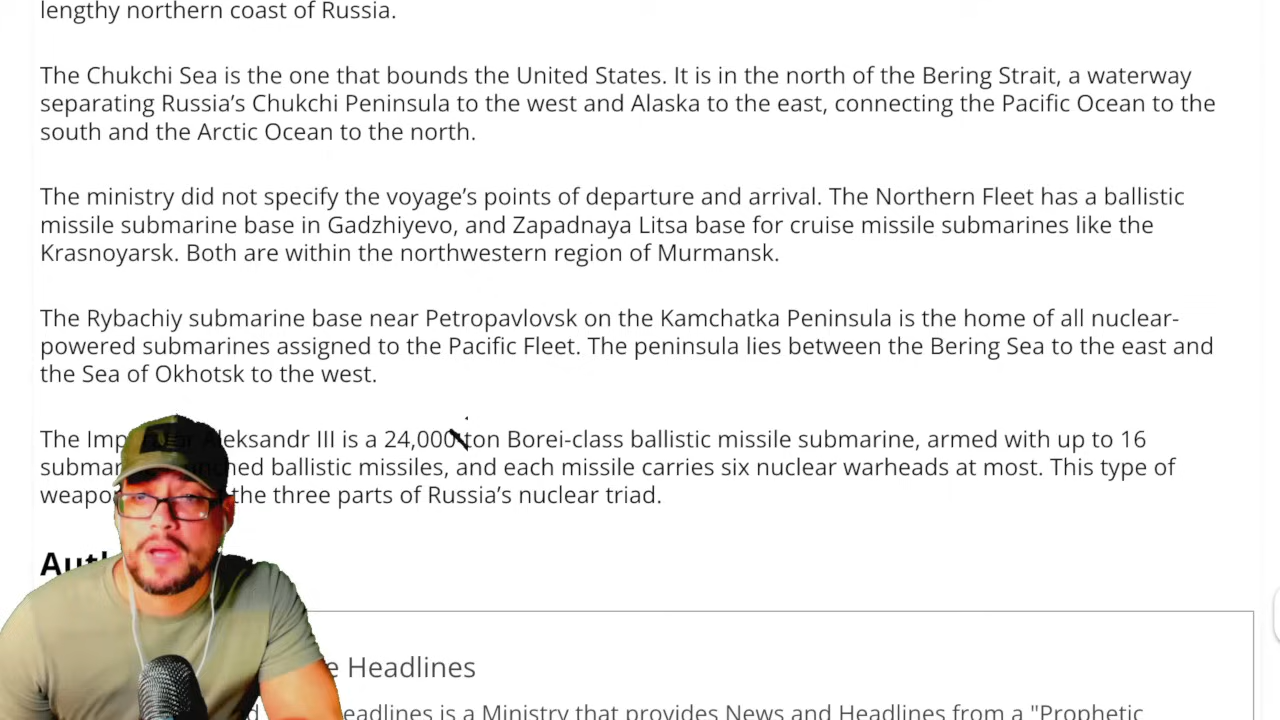 lengthy northern coast of Russia.
The Chukchi Sea is the one that bounds the United States. It is in the north of the Bering Strait, a waterway
separating Russia’s Chukchi Peninsula to the west and Alaska to the east, connecting the Pacific Ocean to the
south and the Arctic Ocean to the north.
The ministry did not specify the voyage’s points of departure and arrival. The Northern Fleet has a ballistic
missile submarine base in Gadzhiyevo, and Zapadnaya Litsa base for cruise missile submarines like the
Krasnoyarsk. Both are within the northwestern region of Murmansk.
The Rybachiy submarine base near Petropavlovsk on the Kamchatka Peninsula is the home of all nuclear-
powered submarines assigned to the Pacific Fleet. The peninsula lies between the Bering Sea to the east and
the Sea of Okhotsk to the west.
The Aleksandr III is a 24,000-ton Borei-class ballistic missile submarine, armed with up to 16
ballistic missiles, and each missile carries six nuclear warheads at most. This type of
the three parts of Russia’s nuclear triad.
Headlines
Headlines is a Ministry that provides News and Headlines from a "Prophetic